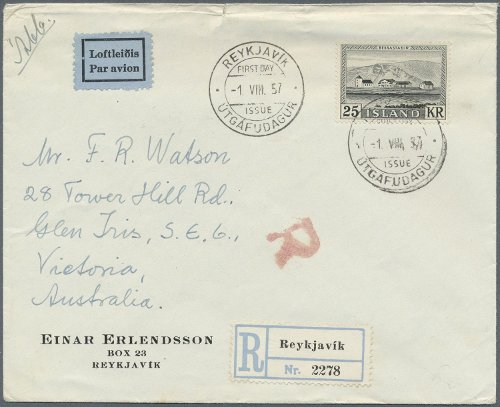 Loftleiðis
Par avion
REYKJAVÍK
FIRST DAY
-1. VIII. 57
ISSUE
ÚTGÁFUDAGUR
BESSASTAÐIR
25 ÍSLAND KR
-1. VIII. 57
ISSUE
ÚTGÁFUDAGUR
Mr. F. R. Watson
28 Tower Hill Rd.,
Glen Iris, S.E.6.,
Victoria,
Australia.
R
EINAR ERLENDSSON
BOX 23
REYKJAVÍK
R Reykjavík
Nr. 2278